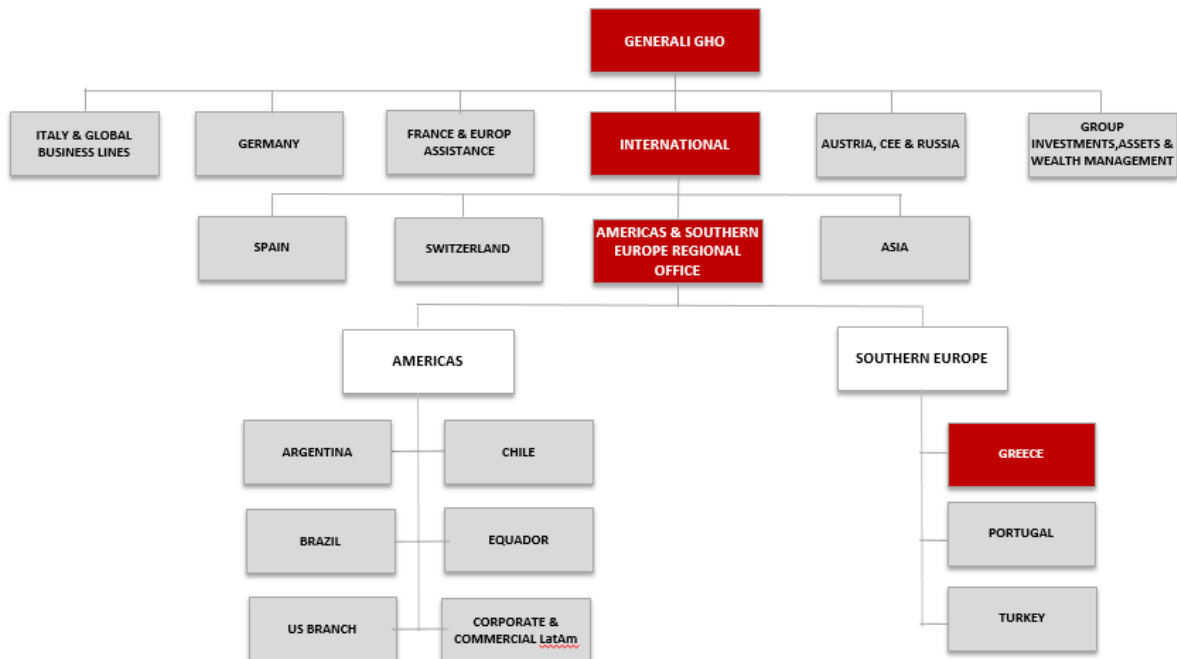 GENERALI GHO
ITALY & GLOBAL
BUSINESS LINES
GERMANY
FRANCE & EUROP
ASSISTANCE
INTERNATIONAL
AUSTRIA, CEE & RUSSIA
GROUP
INVESTMENTS,ASSETS &
WEALTH MANAGEMENT
SPAIN
SWITZERLAND
AMERICAS & SOUTHERN
EUROPE REGIONAL
OFFICE
ASIA
AMERICAS
SOUTHERN EUROPE
ARGENTINA
CHILE
GREECE
BRAZIL
EQUADOR
PORTUGAL
US BRANCH
CORPORATE &
COMMERCIAL LatAm
TURKEY